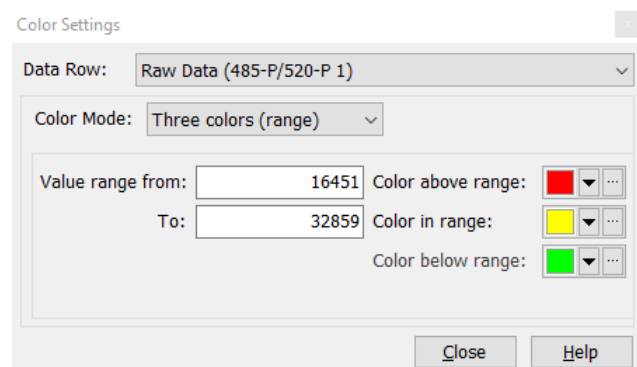 Color Settings
x
Data Row: Raw Data (485-P/520-P 1)
Color Mode: Three colors (range)
Value range from: 16451 Color above range: ...
To: 32859 Color in range: ...
Color below range: ...
Close Help